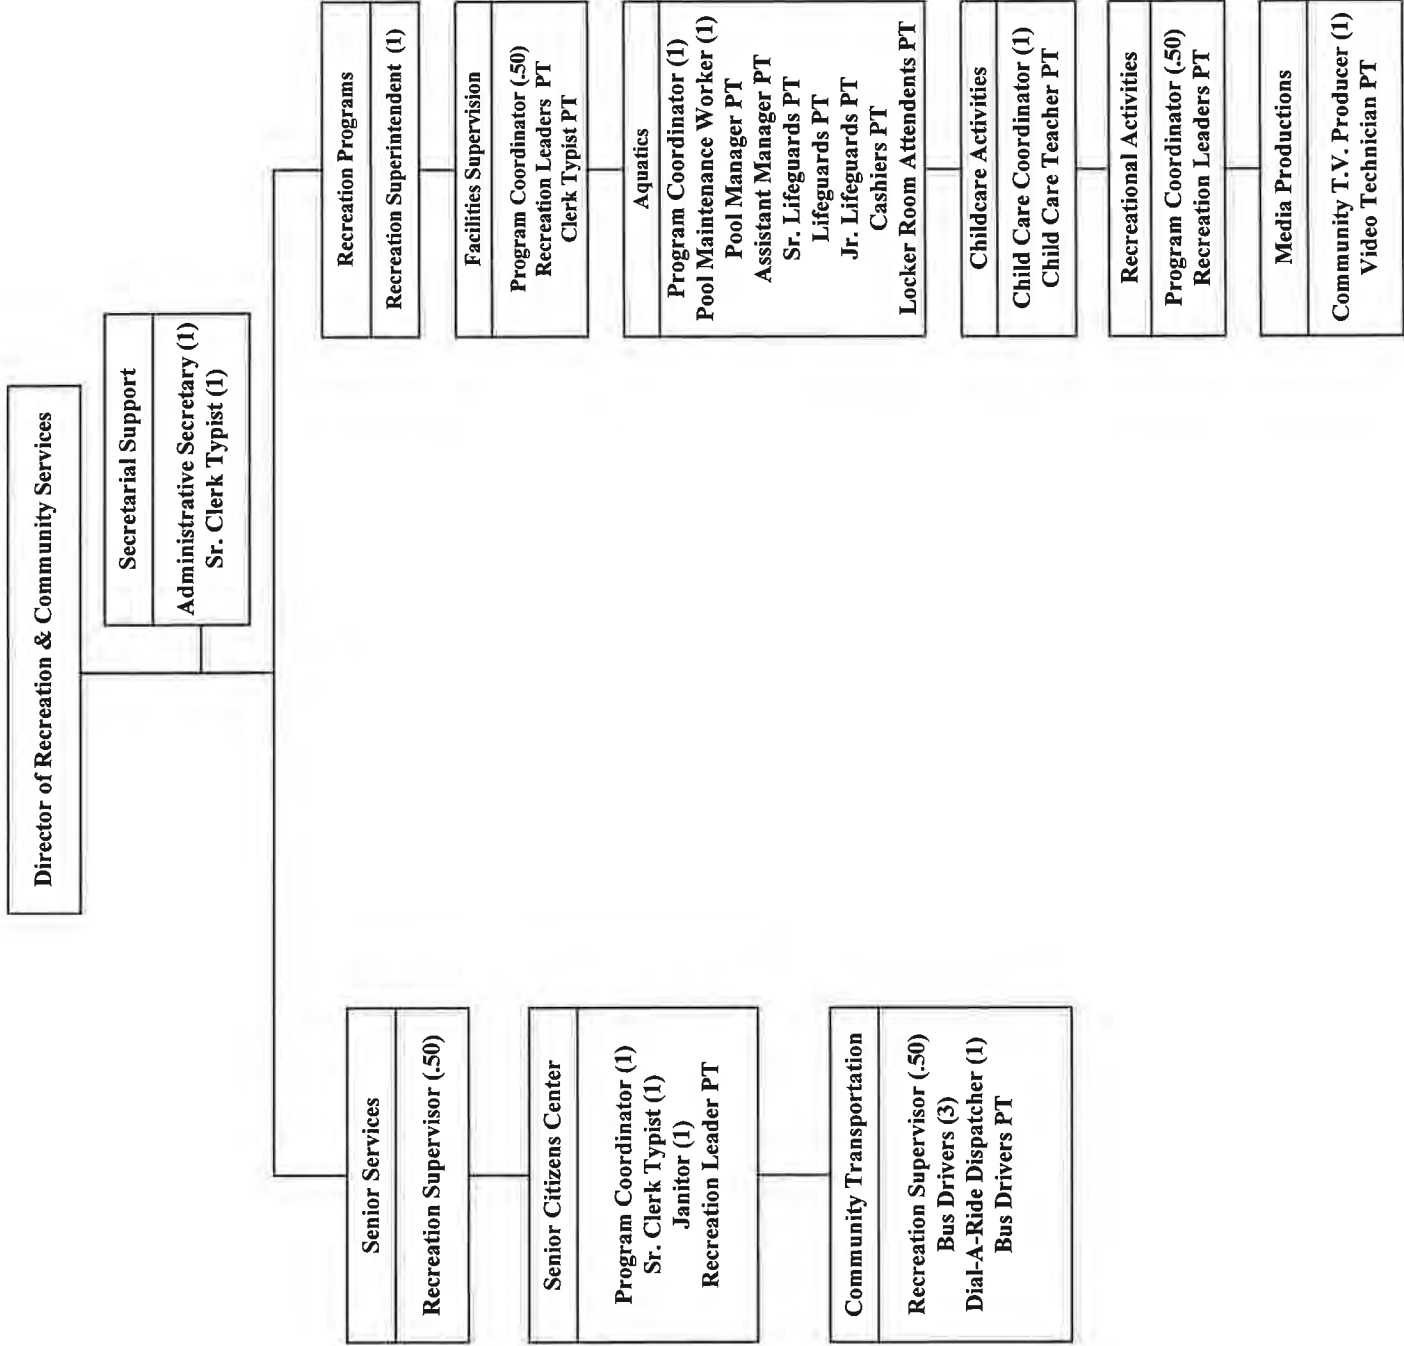 Director of Recreation & Community Services
Secretarial Support
Administrative Secretary (1)
Sr. Clerk Typist (1)
Senior Services
Recreation Supervisor (.50)
Senior Citizens Center
Program Coordinator (1)
Sr. Clerk Typist (1)
Janitor (1)
Recreation Leader PT
Community Transportation
Recreation Supervisor (.50)
Bus Drivers (3)
Dial-A-Ride Dispatcher (1)
Bus Drivers PT
Recreation Programs
Recreation Superintendent (1)
Facilities Supervision
Program Coordinator (.50)
Recreation Leaders PT
Clerk Typist PT
Aquatics
Program Coordinator (1)
Pool Maintenance Worker (1)
Pool Manager PT
Assistant Manager PT
Sr. Lifeguards PT
Lifeguards PT
Jr. Lifeguards PT
Cashiers PT
Locker Room Attendents PT
Childcare Activities
Child Care Coordinator (1)
Child Care Teacher PT
Recreational Activities
Program Coordinator (.50)
Recreation Leaders PT
Media Productions
Community T.V. Producer (1)
Video Technician PT